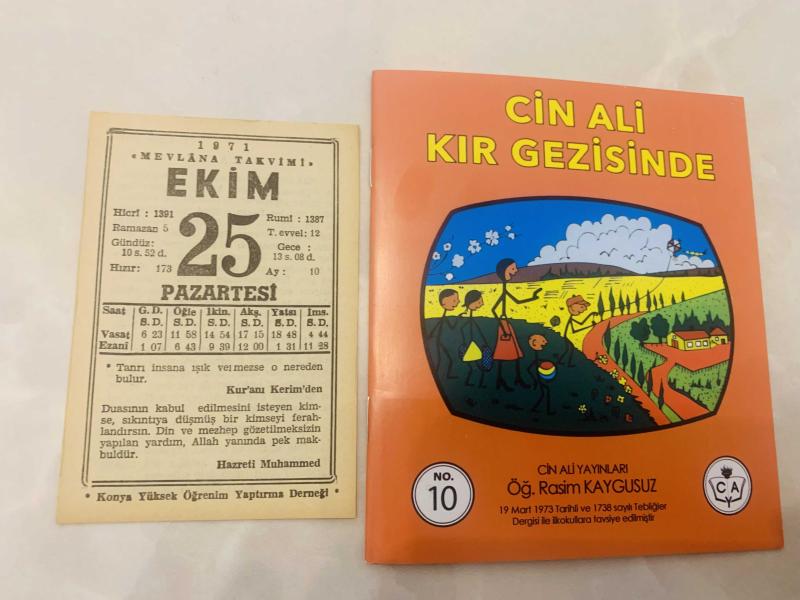 1971
«MEVLÂNA TAKVİMİ»
EKİM
Hicrî : 1391
Ramazan 5
Gündüz:
10 s. 52 d.
Hızır: 173
25
Rumi : 1387
T. evvel: 12
Gece :
13 s. 08 d.
Ay : 10
PAZARTESİ
Saat G. D. Öğle İkin. Akş. Yatsı İms.
S. D. S. D. S. D. S. D. S. D. S. D.
Vasat 6 23 11 58 14 54 17 15 18 48 4 44
Ezanî 1 07 6 43 9 39 12 00 1 31 11 28
* Tanrı insana ışık vermezse o nereden
bulur.
Kur'anı Kerim'den
Duasının kabul edilmesini isteyen kim-
se, sıkıntıya düşmüş bir kimseyi ferah-
landırsın. Din ve mezhep gözetilmeksizin
yapılan yardım, Allah yanında pek mak-
buldür.
Hazreti Muhammed
* Konya Yüksek Öğrenim Yaptırma Derneği *
CİN ALİ
KIR GEZİSİNDE
NO.
10
CİN ALİ YAYINLARI
Öğ. Rasim KAYGUSUZ
19 Mart 1973 Tarihli ve 1738 sayılı Tebliğler
Dergisi ile ilkokullara tavsiye edilmiştir
C A
Y